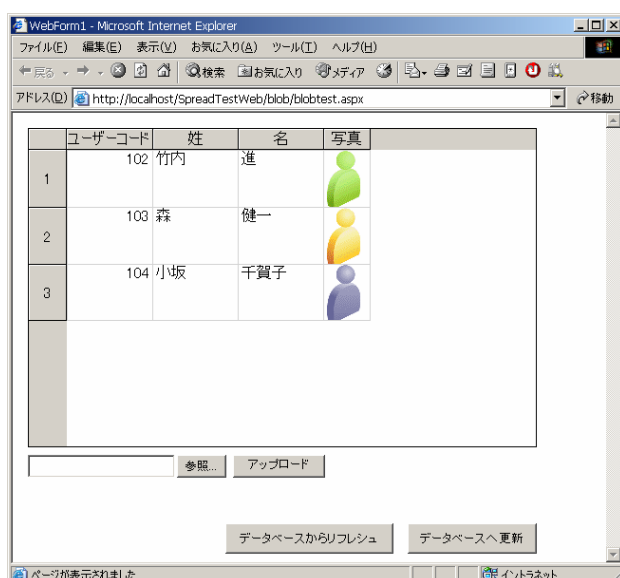 WebForm1 - Microsoft Internet Explorer
ファイル(F) 編集(E) 表示(V) お気に入り(A) ツール(T) ヘルプ(H)
戻る 検索 お気に入り メディア
アドレス(D) http://localhost/SpreadTestWeb/blob/blobtest.aspx 移動
ユーザーコード 姓 名 写真
1 102 竹内 進
2 103 森 健一
3 104 小坂 千賀子
参照... アップロード
データベースからリフレシュ データベースへ更新
ページが表示されました イントラネット